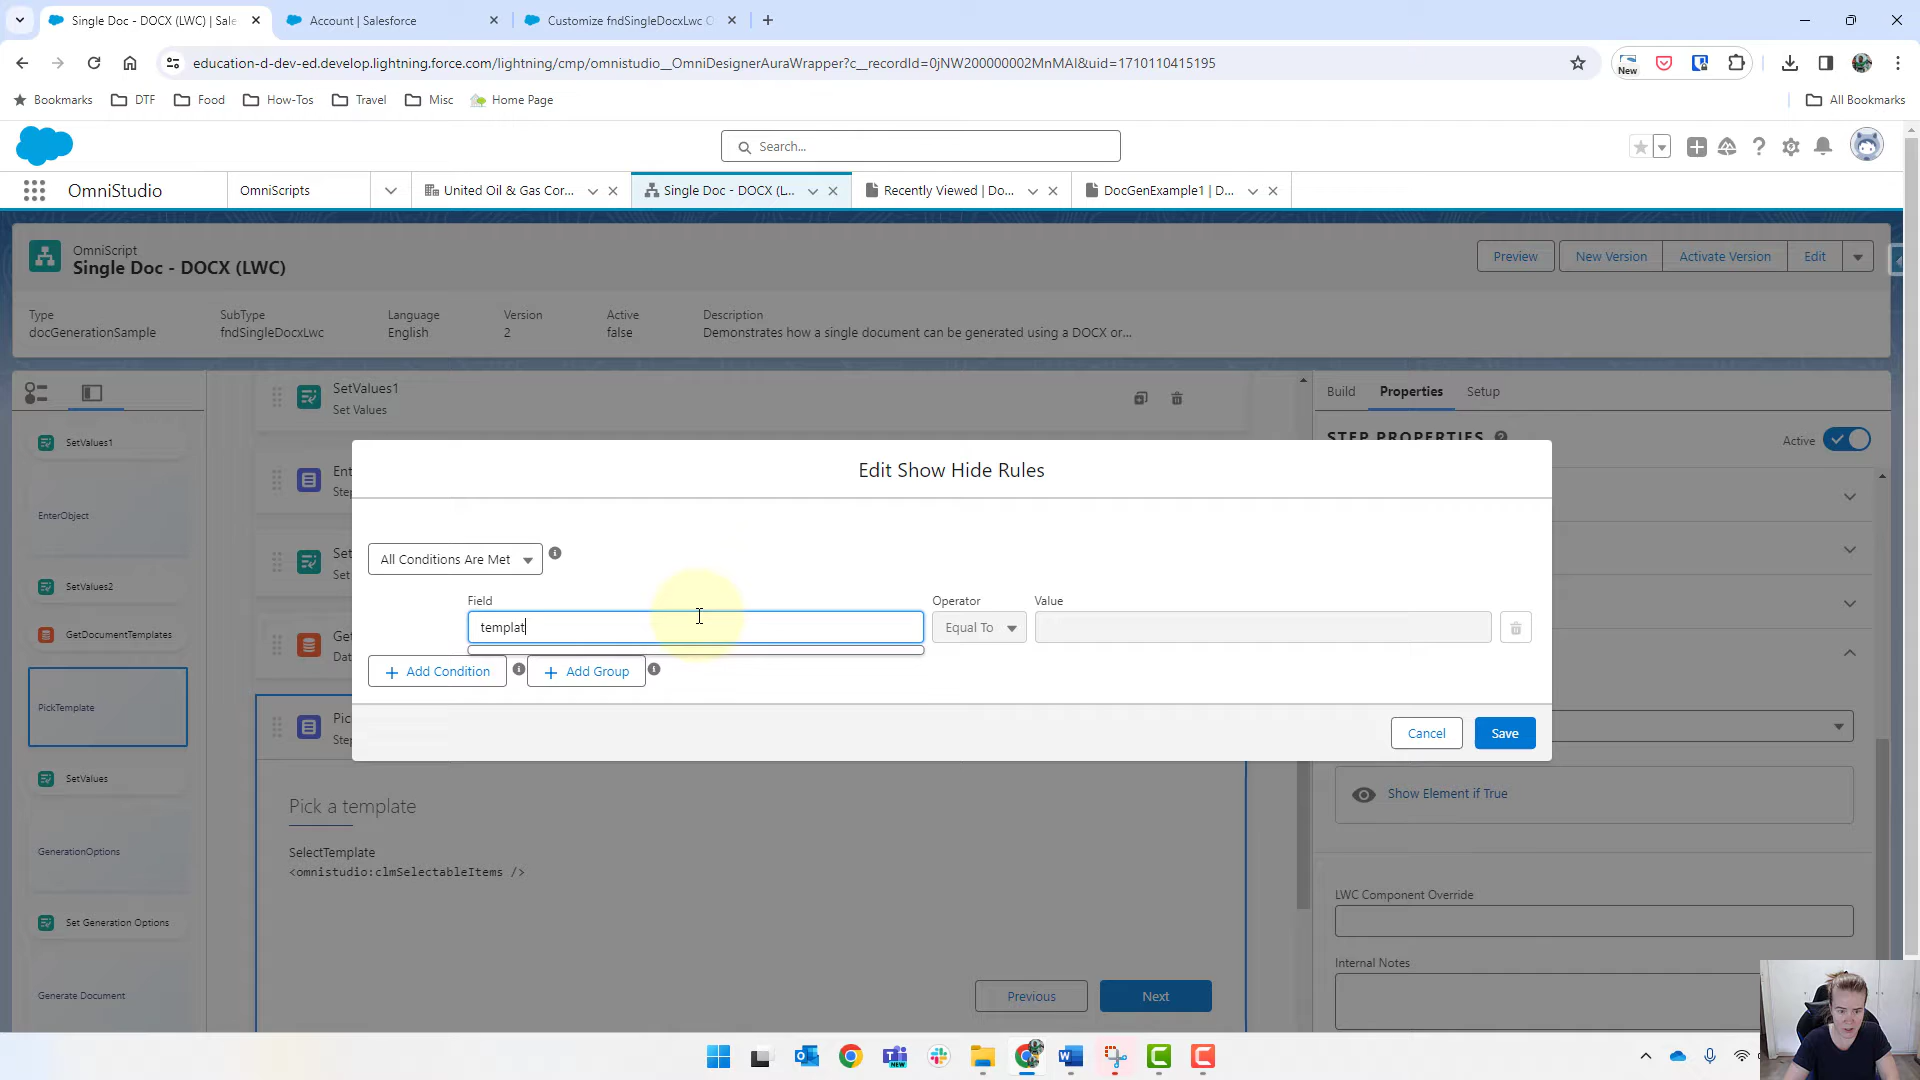 Single Doc - DOCX (LWC) | Sale
Account | Salesforce
Customize fndSingleDocxLwc O
education-d-dev-ed.develop.lightning.force.com/lightning/cmp/omnistudio__OmniDesignerAuraWrapper?c__recordId=0jNW200000002MnMAI&uid=1710110415195
New
Bookmarks
DTF
Food
How-Tos
Travel
Misc
Home Page
All Bookmarks
Search...
OmniStudio
OmniScripts
United Oil & Gas Cor...
Single Doc - DOCX (L...
Recently Viewed | Do...
DocGenExample1 | D...
OmniScript
Single Doc - DOCX (LWC)
Preview
New Version
Activate Version
Edit
Type
docGenerationSample
SubType
fndSingleDocxLwc
Language
English
Version
2
Active
false
Description
Demonstrates how a single document can be generated using a DOCX or...
SetValues1
EnterObject
SetValues2
GetDocumentTemplates
PickTemplate
SetValues
GenerationOptions
Set Generation Options
Generate Document
SetValues1
Set Values
Ent
Step
Set
Set
Get
Dat
Pic
Step
Build
Properties
Setup
STEP PROPERTIES
Active
Edit Show Hide Rules
All Conditions Are Met
Field
Operator
Value
templat
Equal To
Add Condition
Add Group
Cancel
Save
Pick a template
SelectTemplate
<omnistudio:clmSelectableItems />
Previous
Next
Show Element if True
LWC Component Override
Internal Notes
NEW